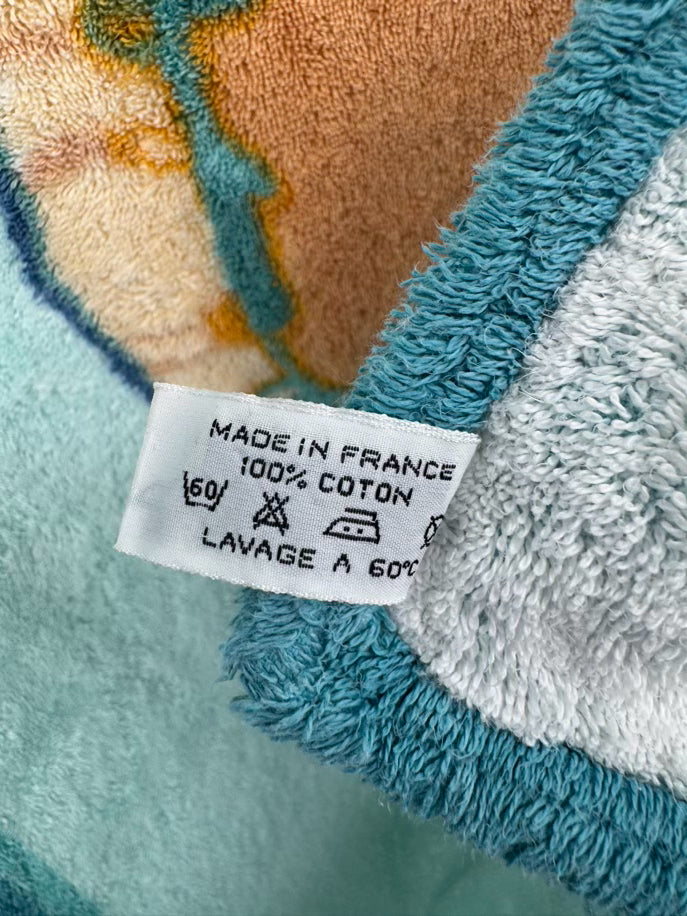 MADE IN FRANCE
100% COTON
60
LAVAGE A 60°C